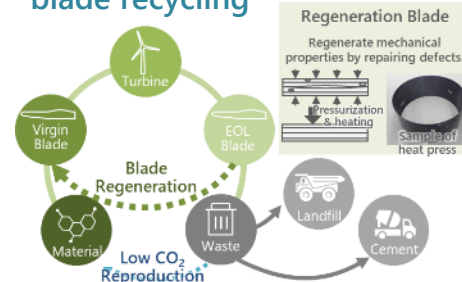 blade recycling
Regeneration Blade
Regenerate mechanical
properties by repairing defects.
Pressurization
& heating
Sample of
heat press
Turbine
Virgin
Blade
EOL
Blade
Blade
Regeneration
Material
Waste
Landfill
Cement
Low CO₂
Reproduction